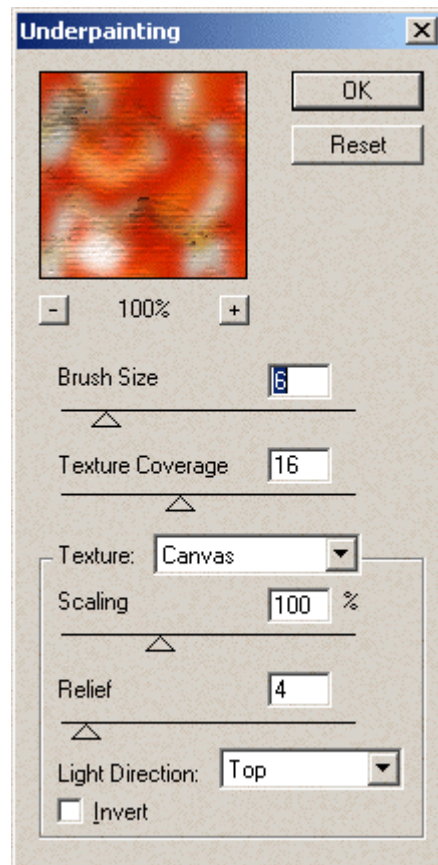 Underpainting
OK
Reset
- 100% +
Brush Size 6
Texture Coverage 16
Texture: Canvas
Scaling 100 %
Relief 4
Light Direction: Top
Invert